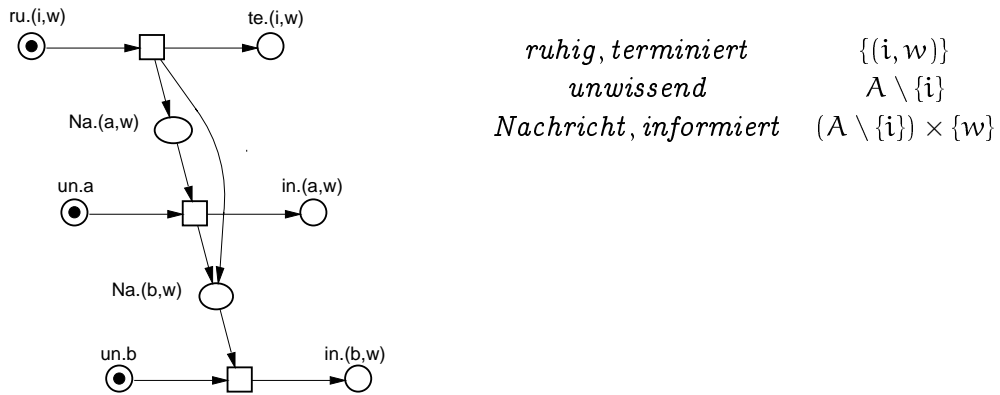 ru.(i,w) te.(i,w)
ruhig, terminiert {(i, w)}
unwissend A \ {i}
Nachricht, informiert (A \ {i}) × {w}
Na.(a,w)
un.a in.(a,w)
Na.(b,w)
un.b in.(b,w)